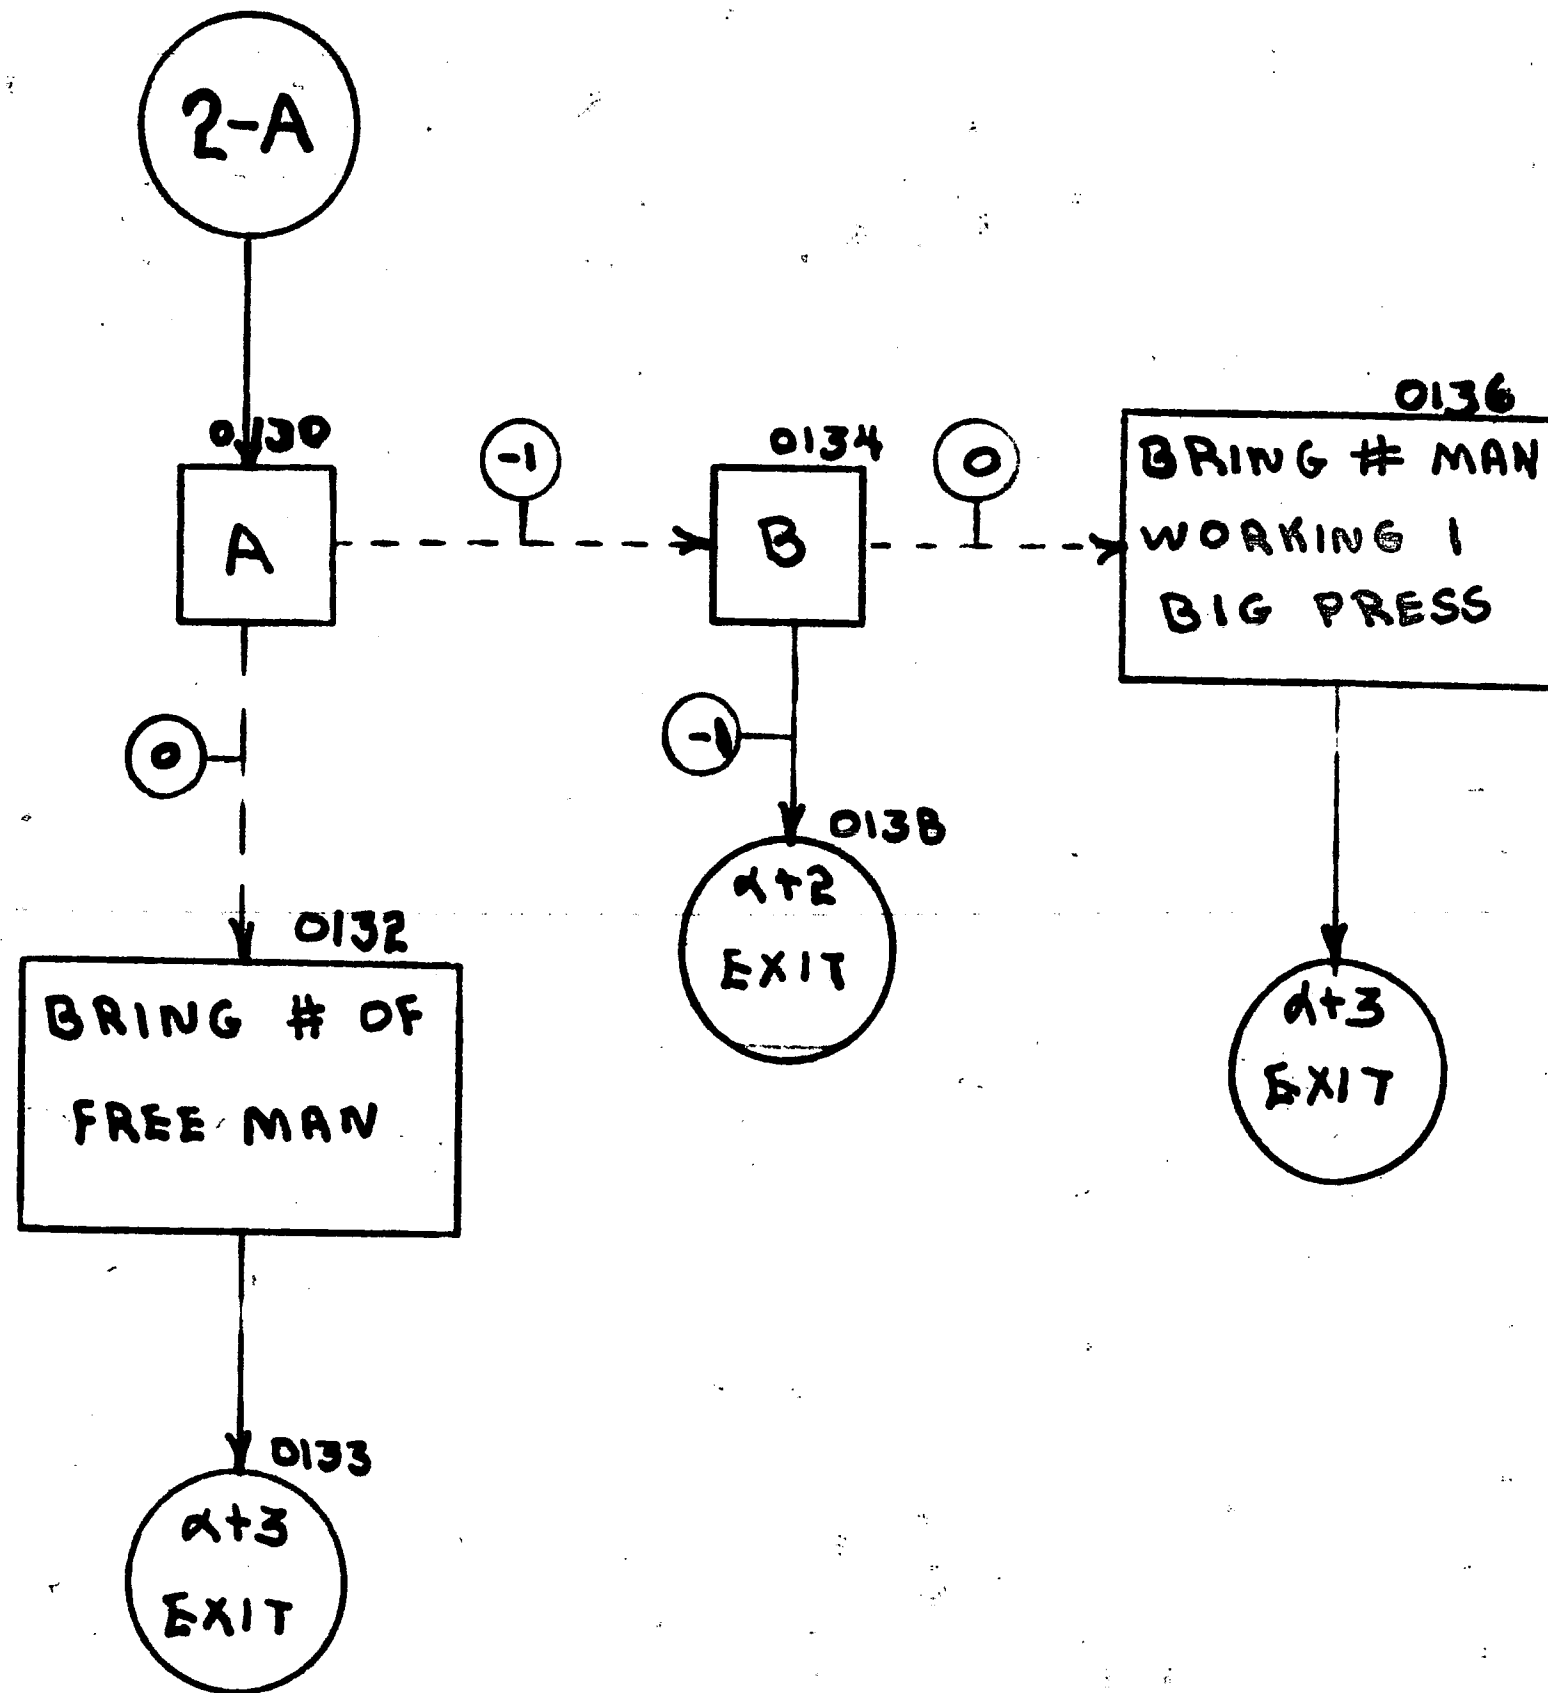 2-A
0130
A
-1
0134
B
0
0136
BRING # MAN
WORKING 1
BIG PRESS
0
-1
0138
α+2
EXIT
α+3
EXIT
0132
BRING # OF
FREE MAN
0133
α+3
EXIT